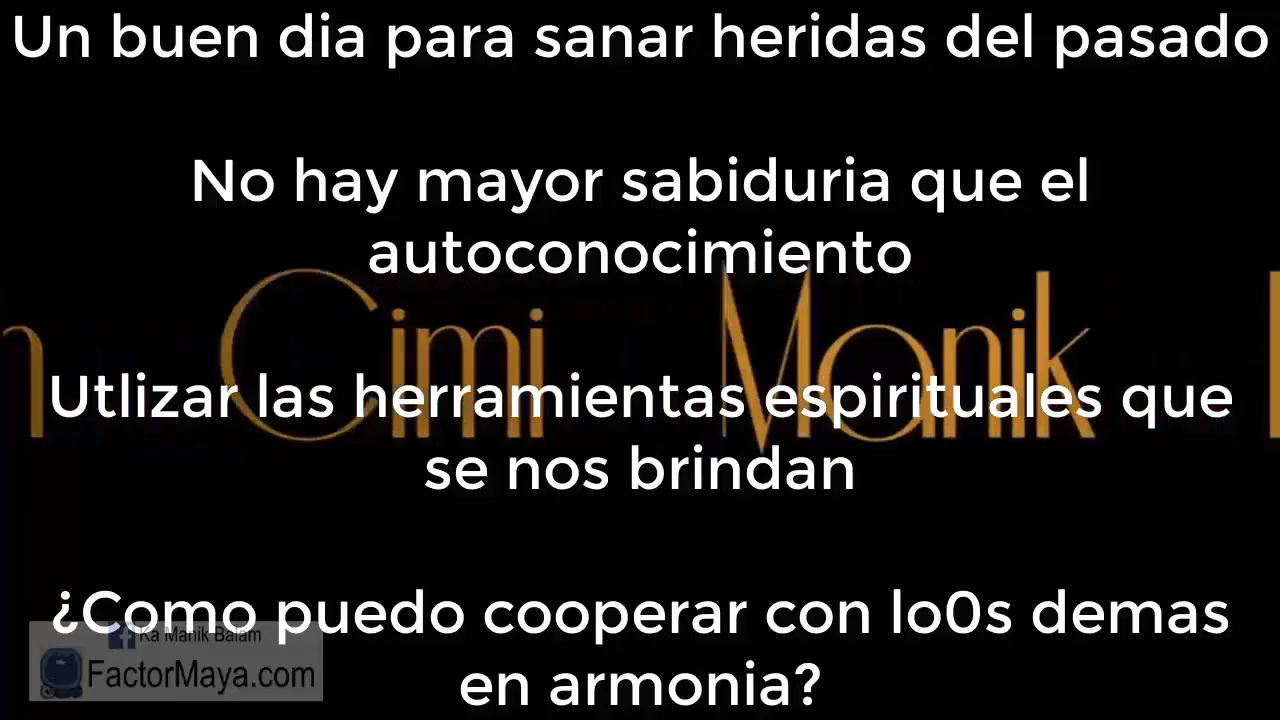 Un buen dia para sanar heridas del pasado
No hay mayor sabiduria que el
autoconocimiento
Cimi Manik
Utlizar las herramientas espirituales que
se nos brindan
¿Como puedo cooperar con lo0s demas
en armonia?
Ka Manik Balam
FactorMaya.com